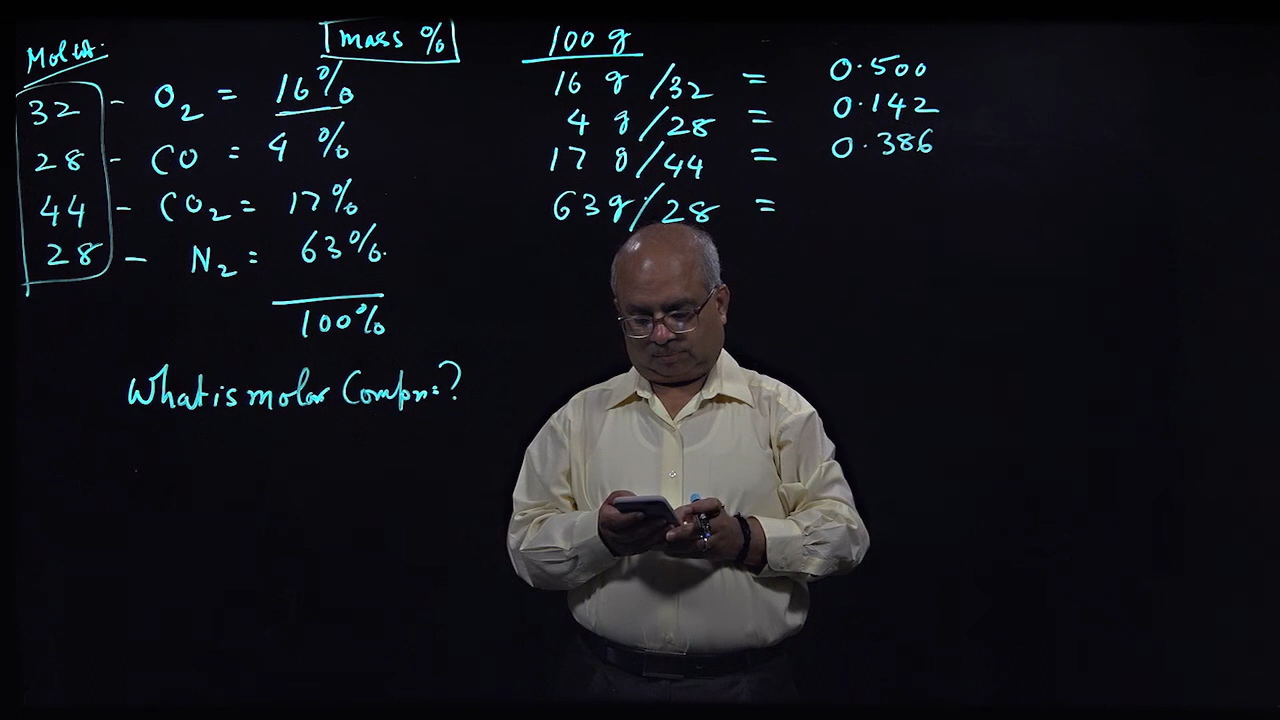 Mol wt.
mass %
32 - O2 = 16%
28 - CO = 4 %
44 - CO2 = 17%
28 - N2 = 63%.
100%
What is molar Compn=?
100 g
16 g /32 = 0.500
4 g/28 = 0.142
17 g/44 = 0.386
63g/28 =